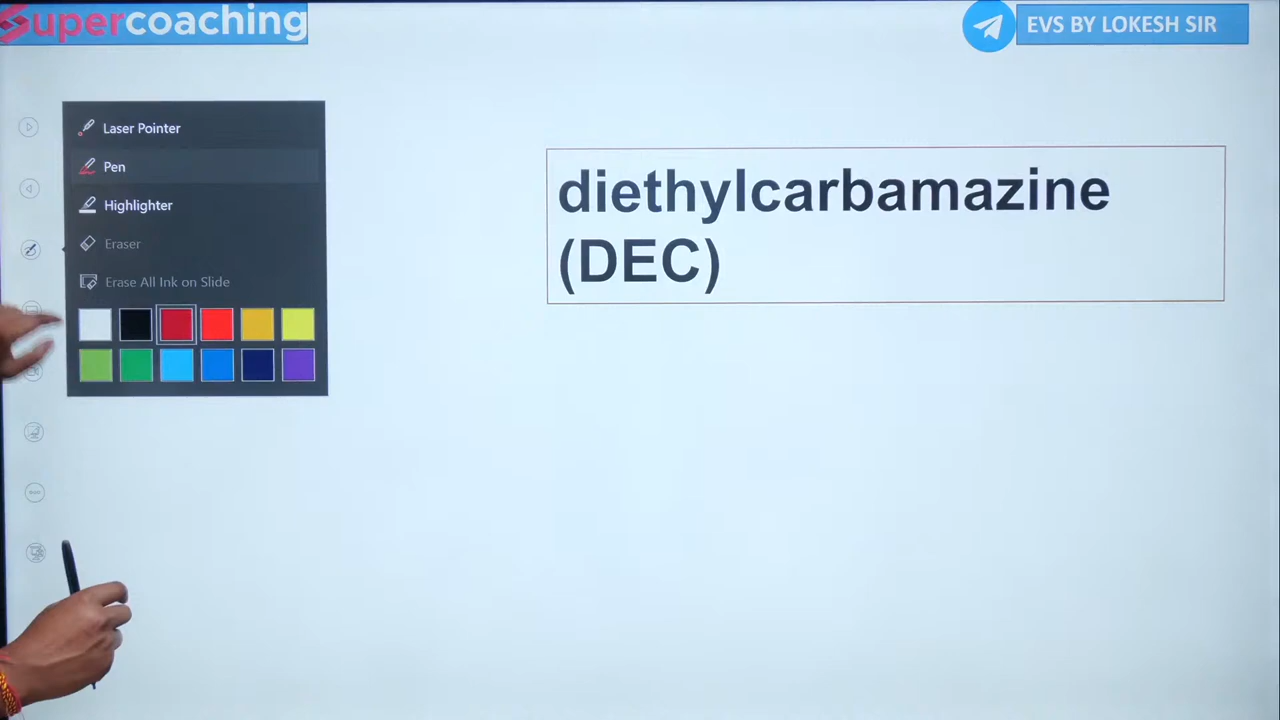 Supercoaching
EVS BY LOKESH SIR
Laser Pointer
Pen
Highlighter
Eraser
Erase All Ink on Slide
diethylcarbamazine
(DEC)